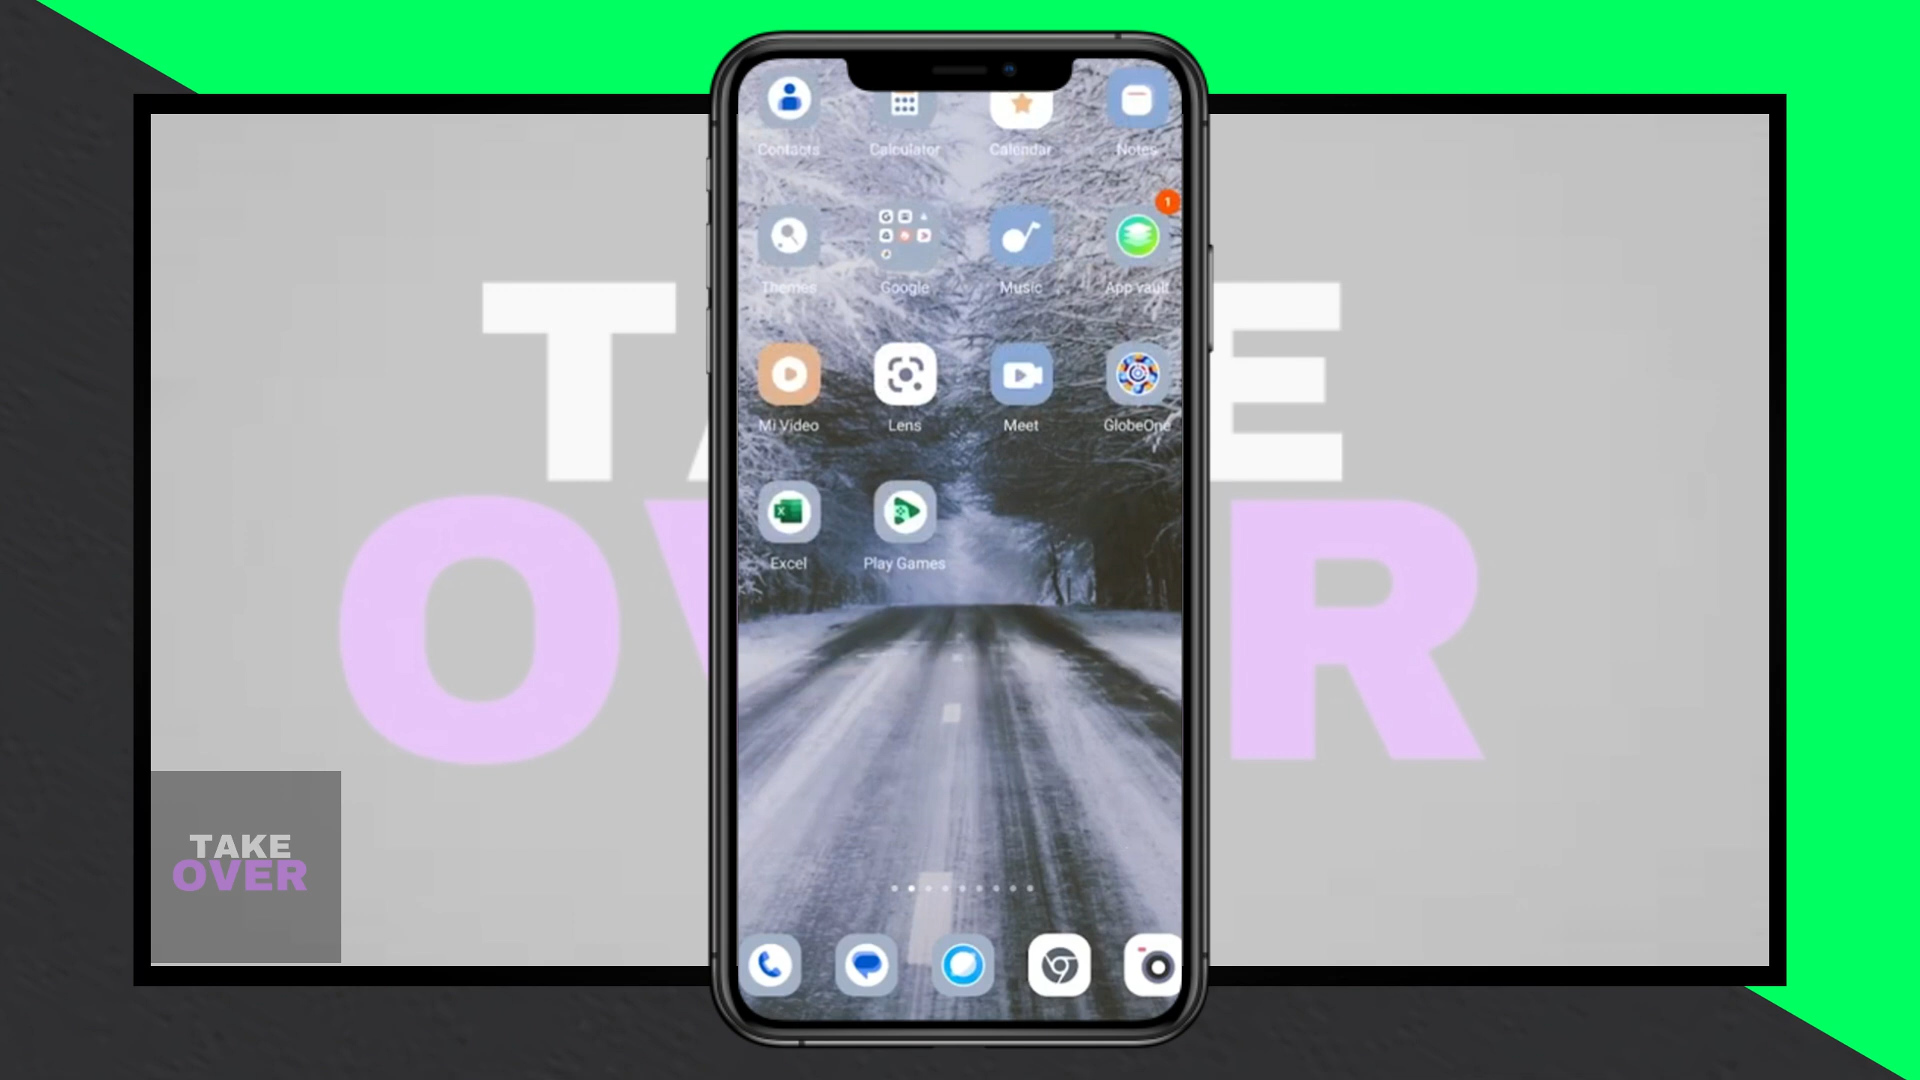 Contacts Calculator Calendar Notes
1
Themes Google Music App vault
Mi Video Lens Meet GlobeOne
Excel Play Games
TAKE
OVER